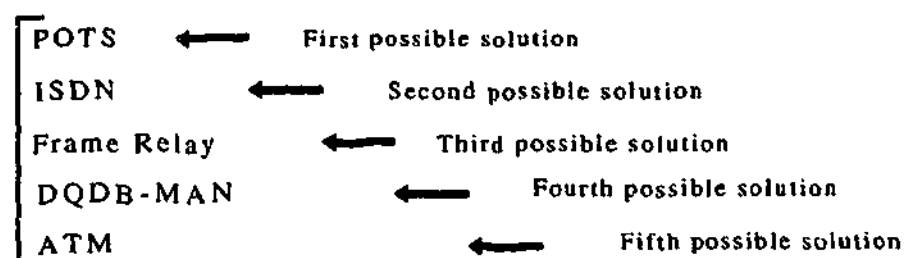 POTS First possible solution
ISDN Second possible solution
Frame Relay Third possible solution
DQDB-MAN Fourth possible solution
ATM Fifth possible solution